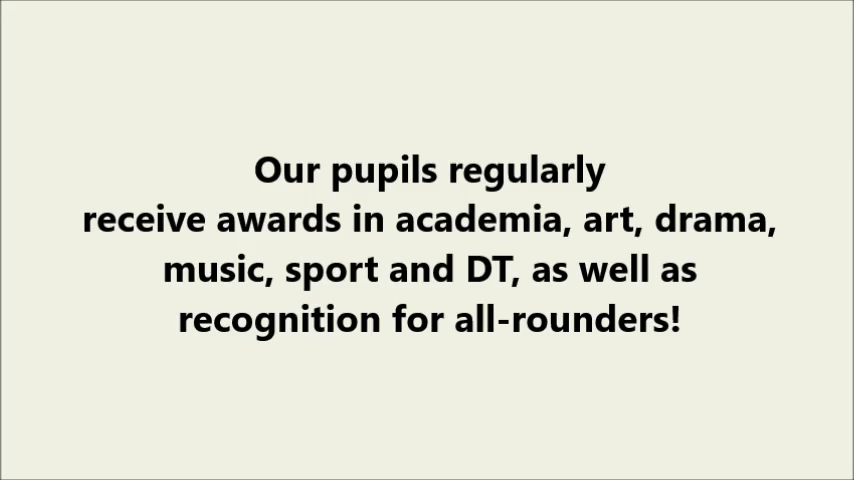 Our pupils regularly
receive awards in academia, art, drama,
music, sport and DT, as well as
recognition for all-rounders!